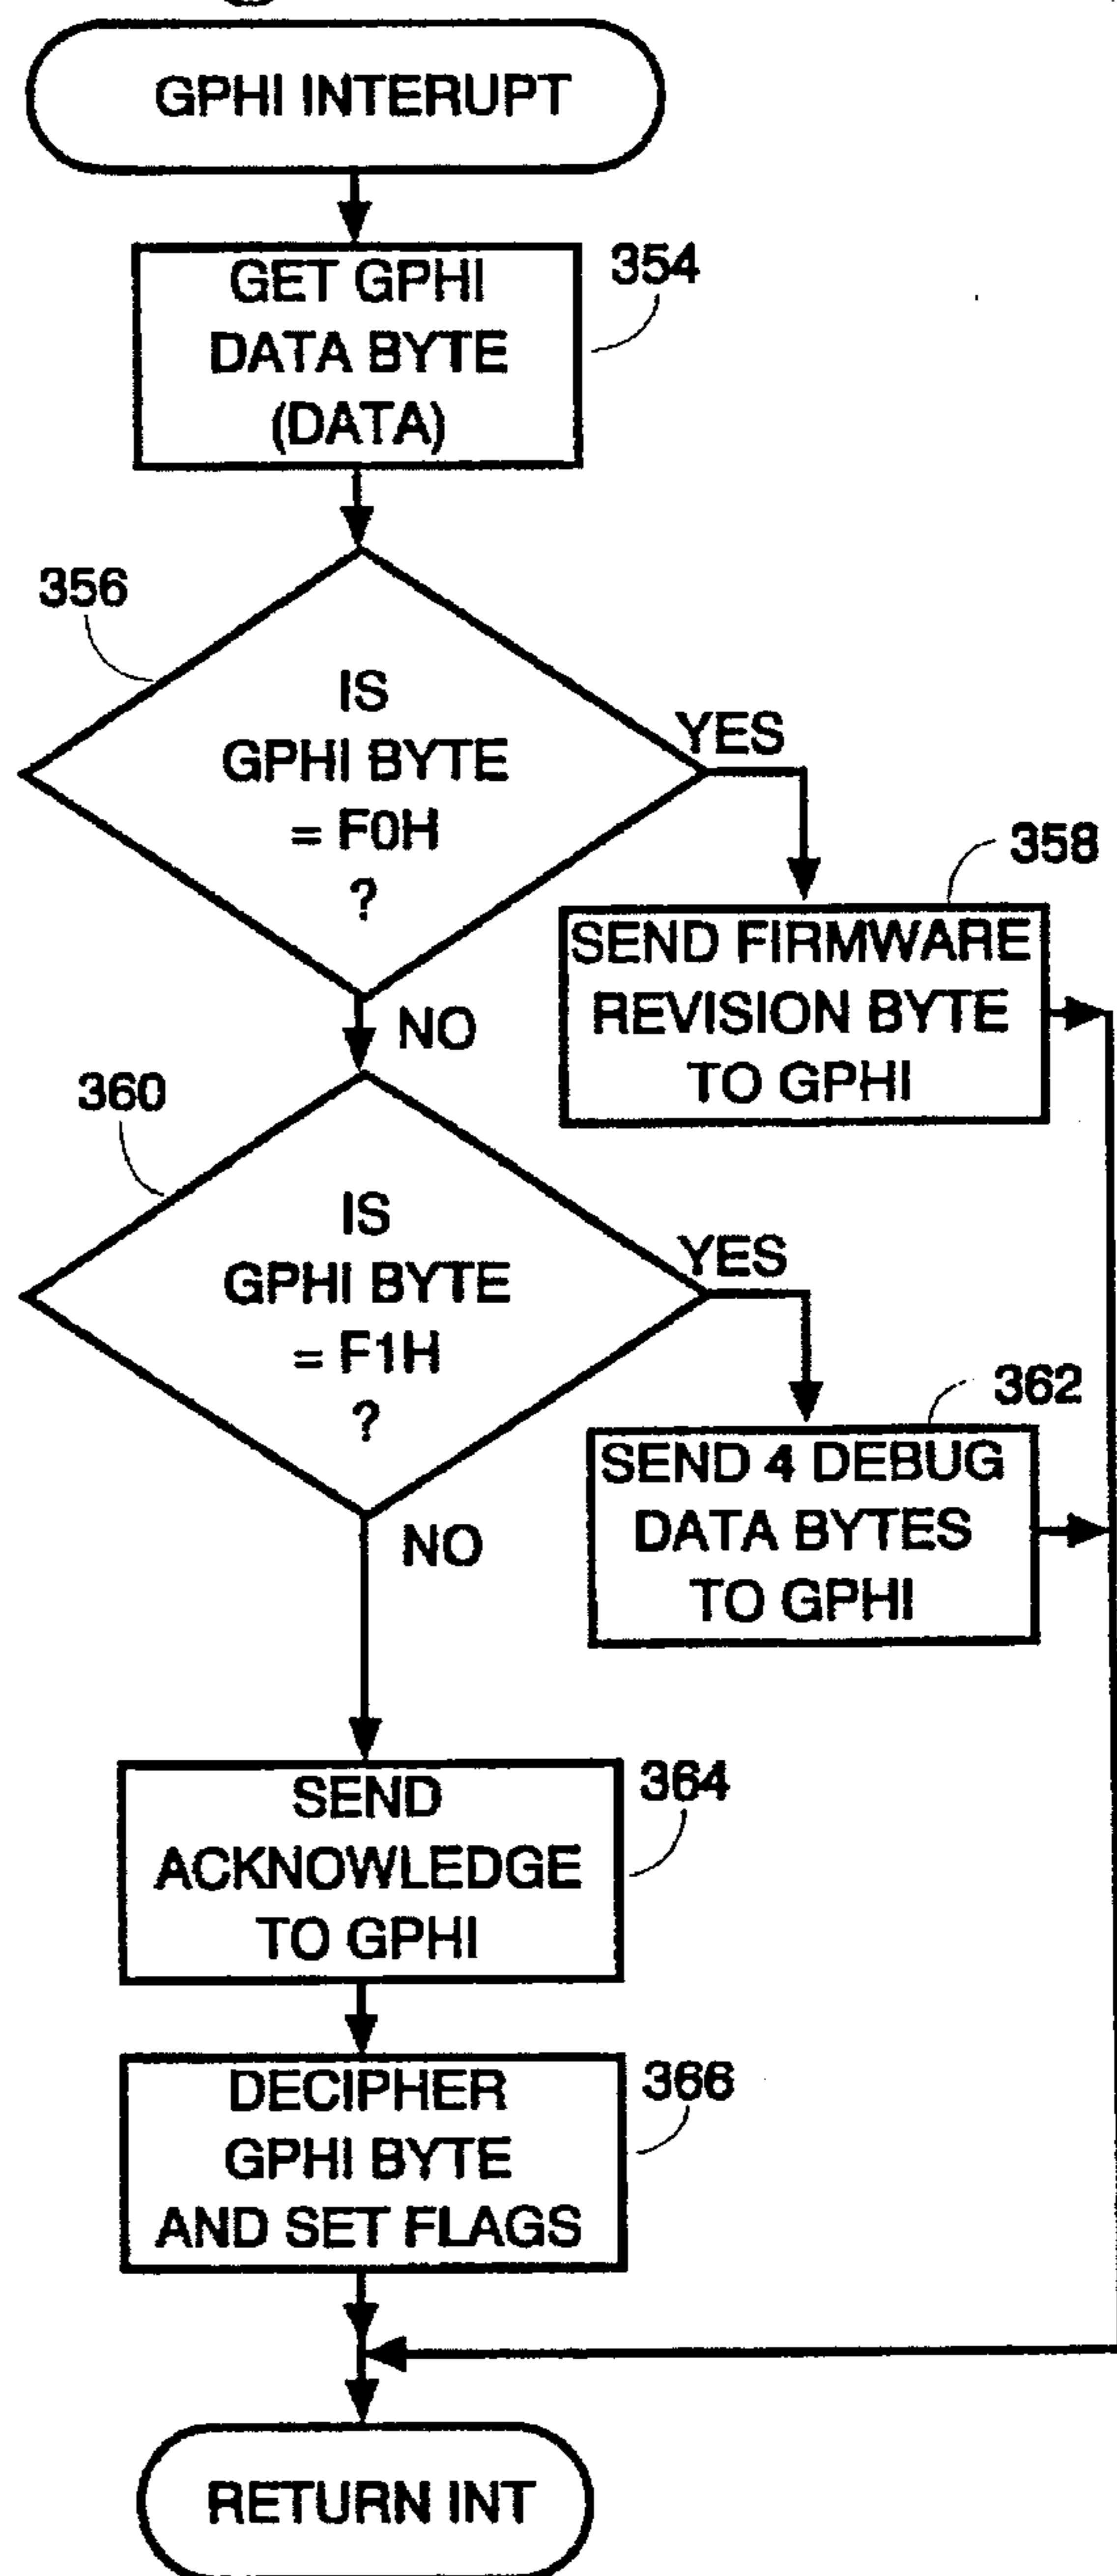 GPHI INTERUPT
GET GPHI
DATA BYTE
(DATA)
354
356
IS
GPHI BYTE
= F0H
?
YES
358
SEND FIRMWARE
REVISION BYTE
TO GPHI
NO
360
IS
GPHI BYTE
= F1H
?
YES
362
SEND 4 DEBUG
DATA BYTES
TO GPHI
NO
364
SEND
ACKNOWLEDGE
TO GPHI
366
DECIPHER
GPHI BYTE
AND SET FLAGS
RETURN INT